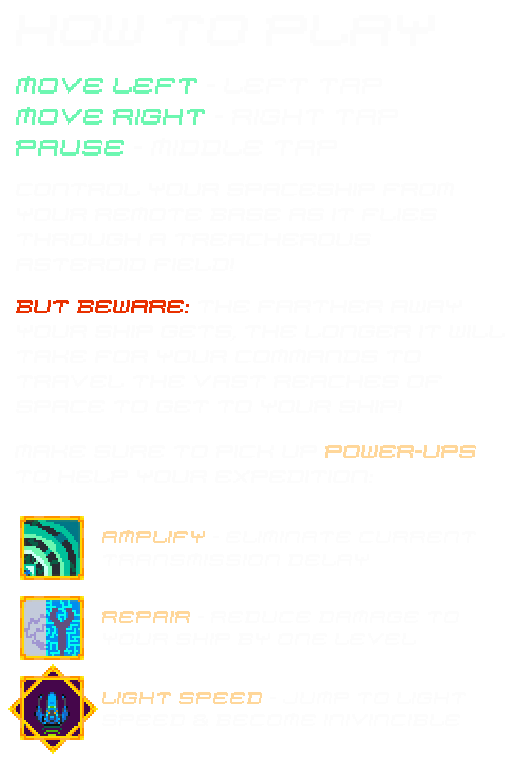 HOW TO PLAY
MOVE LEFT - LEFT TAP
MOVE RIGHT - RIGHT TAP
PAUSE - MIDDLE TAP
CONTROL YOUR SPACESHIP FROM
YOUR REMOTE BASE AS IT FLIES
THROUGH A TREACHEROUS
ASTEROID FIELD!
BUT BEWARE: THE FARTHER AWAY
YOUR SHIP GETS, THE LONGER IT WILL
TAKE FOR YOUR COMMANDS TO
TRAVEL THE VAST REACHES OF
SPACE TO GET TO YOUR SHIP!
MAKE SURE TO PICK UP POWER-UPS
TO HELP YOUR EXPEDITION:
AMPLIFY - ELIMINATE CURRENT
TRANSMISSION DELAY
REPAIR - REDUCE DAMAGE TO
YOUR SHIP BY ONE LEVEL
LIGHT SPEED - JUMP TO LIGHT
SPEED & BECOME INVINCIBLE